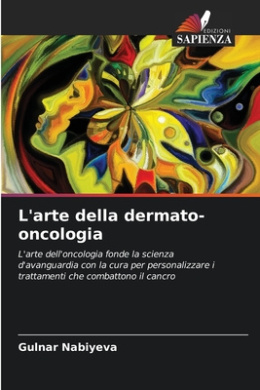 EDIZIONI
SAPIENZA
L'arte della dermato-
oncologia
L'arte dell'oncologia fonde la scienza
d'avanguardia con la cura per personalizzare i
trattamenti che combattono il cancro
Gulnar Nabiyeva